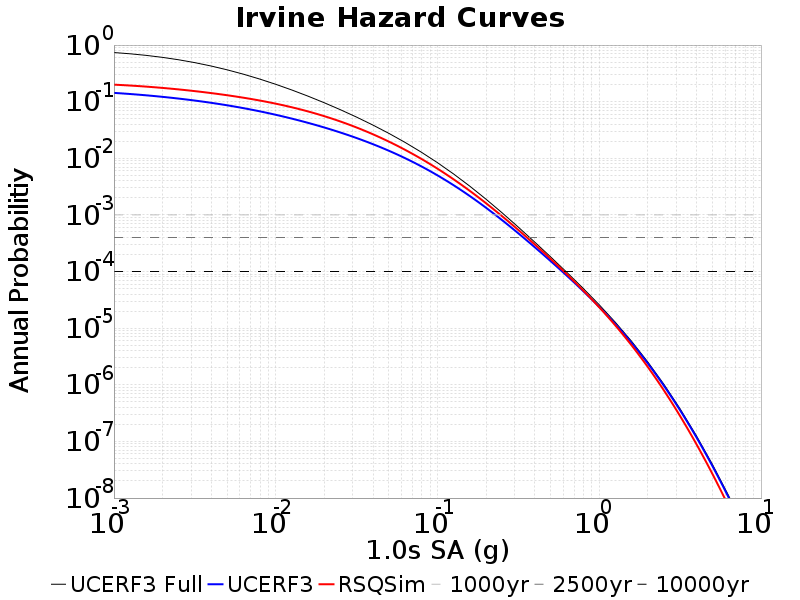 Irvine Hazard Curves
Annual Probabilitiy
10^0
10^-1
10^-2
10^-3
10^-4
10^-5
10^-6
10^-7
10^-8
10^-3 10^-2 10^-1 10^0 10^1
1.0s SA (g)
UCERF3 Full UCERF3 RSQSim 1000yr 2500yr 10000yr